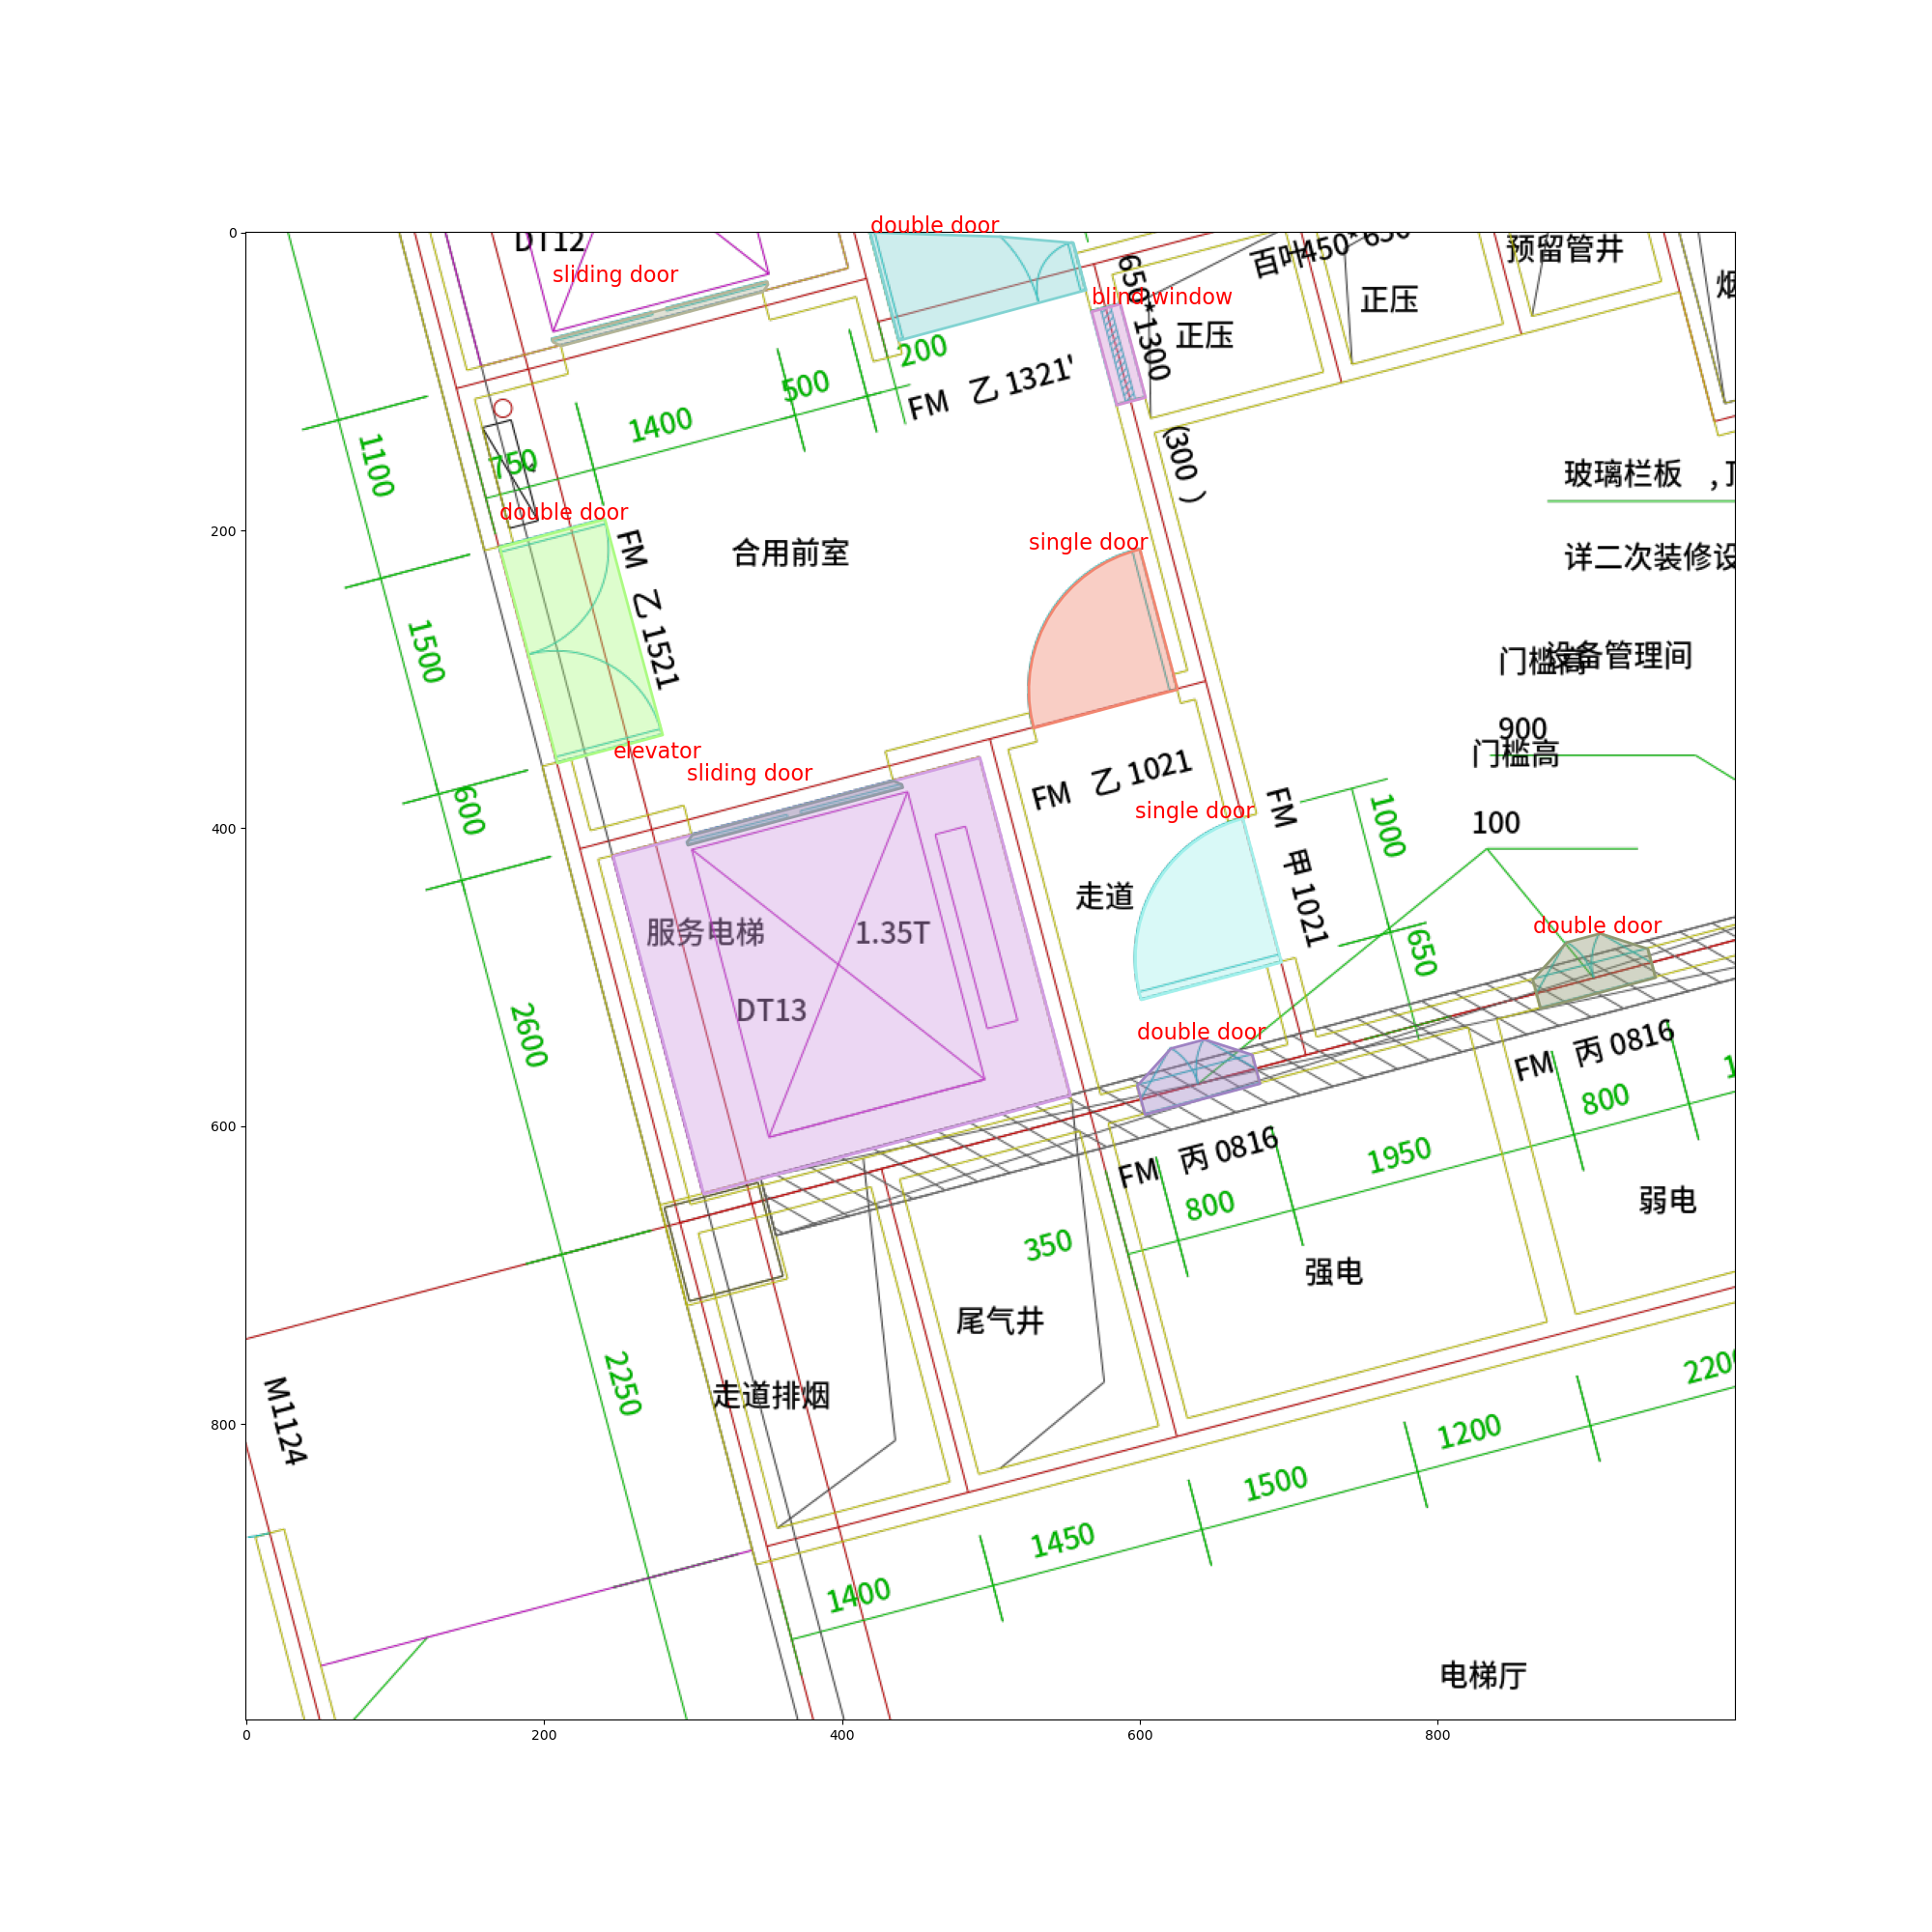 double door
DT12
sliding door
650*1300
blind window
百叶450*650
预留管井
正压
正压
200
500
FM 乙 1321'
1400
750
1100
(300 )
玻璃栏板 ,
double door
FM 乙 1521
合用前室
single door
详二次装修设
1500
门槛高
设备管理间
900
门槛高
100
elevator
sliding door
600
FM 乙 1021
single door
FM 甲 1021
1000
650
走道
服务电梯 1.35T
DT13
double door
double door
2600
FM 丙 0816
800
FM 丙 0816
800
1950
350
强电
弱电
尾气井
走道排烟
2250
M1124
2200
1200
1500
1450
1400
电梯厅
0
200
400
600
800
0
200
400
600
800